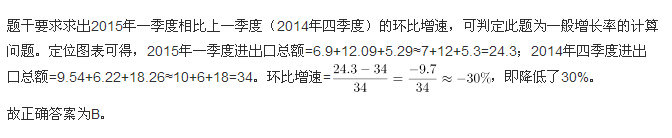 题干要求求出2015年一季度相比上一季度（2014年四季度）的环比增速，可判定此题为一般增长率的计算
问题。定位图表可得，2015年一季度进出口总额=6.9+12.09+5.29≈7+12+5.3=24.3；2014年四季度进出
口总额=9.54+6.22+18.26≈10+6+18=34。环比增速=\frac{24.3-34}{34}=\frac{-9.7}{34}≈-30%，即降低了30%。
故正确答案为B。